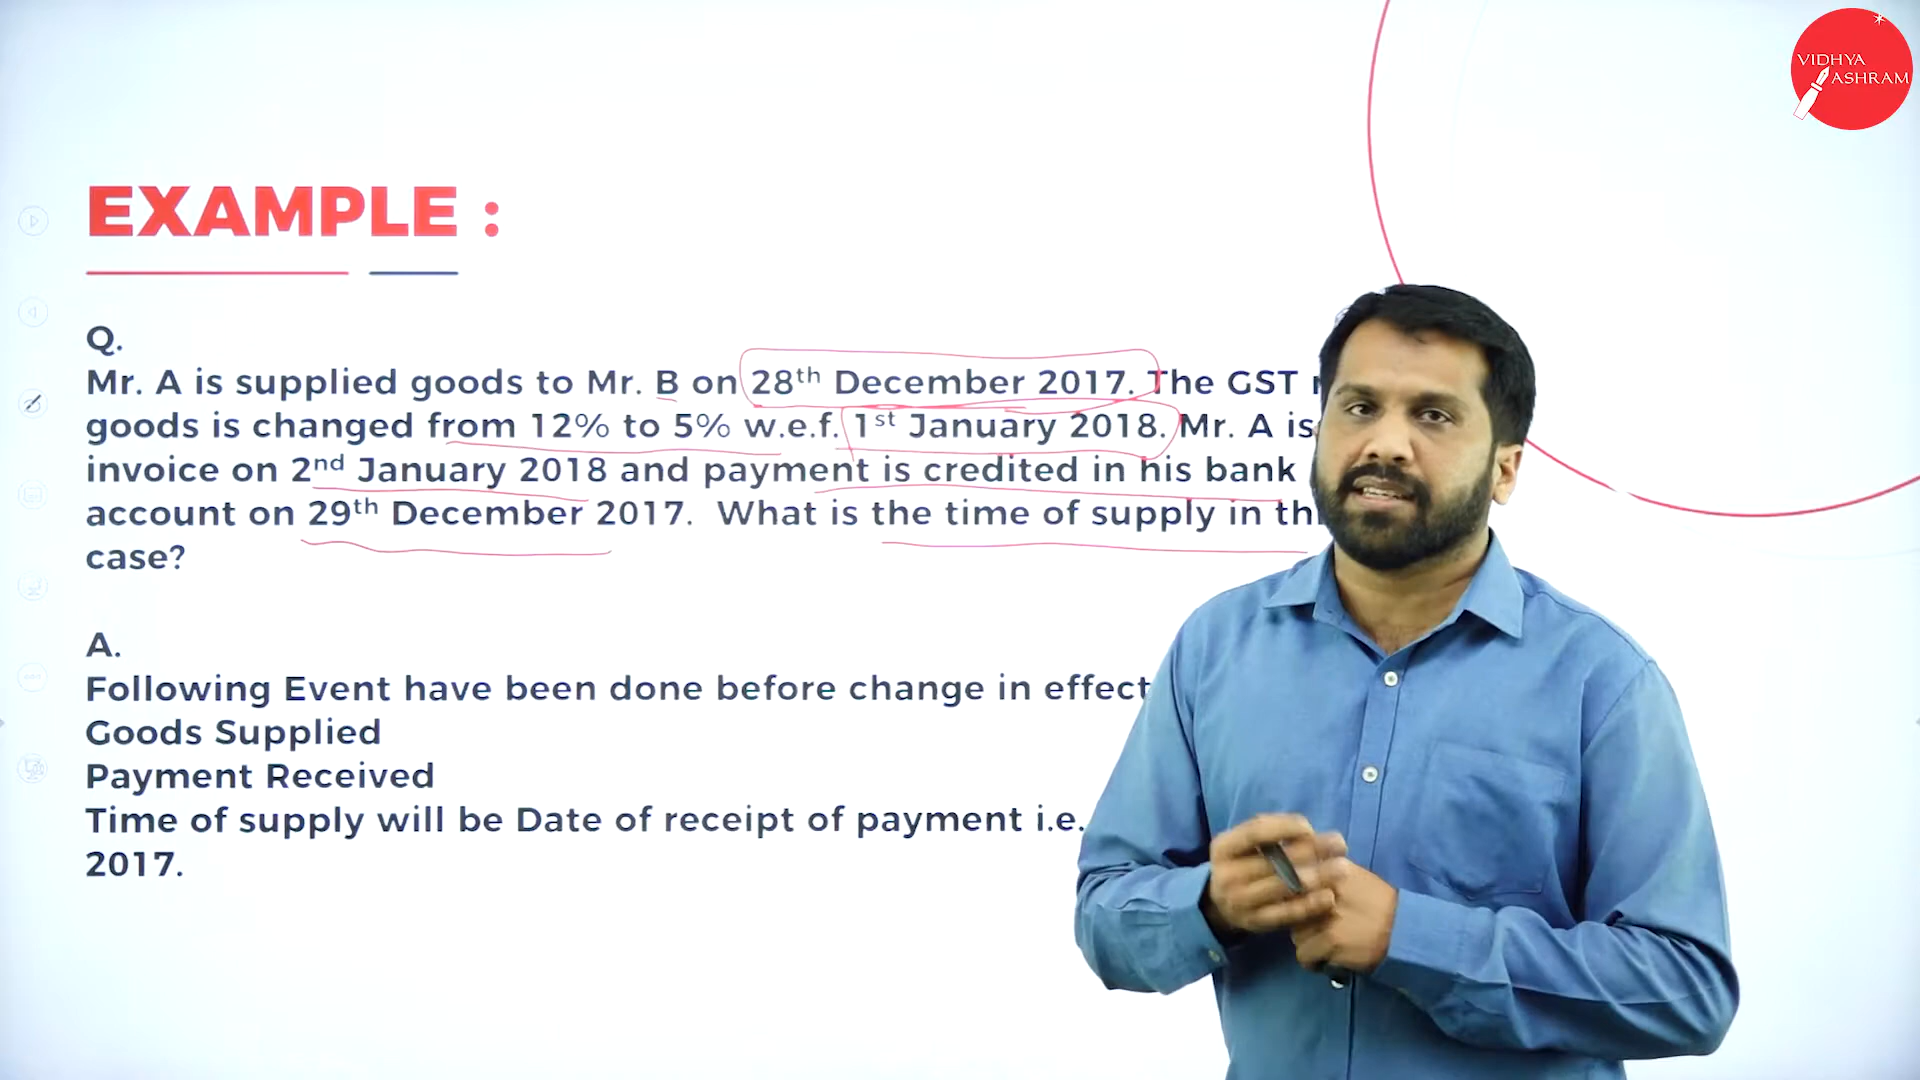 VIDHYA
ASHRAM
EXAMPLE :
Q.
Mr. A is supplied goods to Mr. B on 28th December 2017. The GST
goods is changed from 12% to 5% w.e.f. 1st January 2018. Mr. A is
invoice on 2nd January 2018 and payment is credited in his bank
account on 29th December 2017. What is the time of supply in
case?
A.
Following Event have been done before change in effect
Goods Supplied
Payment Received
Time of supply will be Date of receipt of payment i.e.
2017.